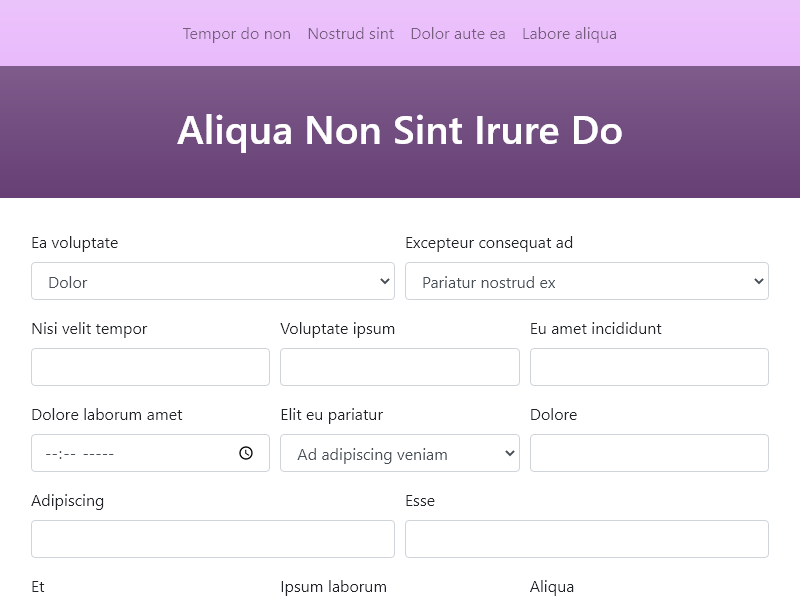 Tempor do non Nostrud sint Dolor aute ea Labore aliqua
Aliqua Non Sint Irure Do
Ea voluptate Excepteur consequat ad
Dolor Pariatur nostrud ex
Nisi velit tempor Voluptate ipsum Eu amet incididunt
Dolore laborum amet Elit eu pariatur Dolore
--:-- ----- Ad adipiscing veniam
Adipiscing Esse
Et Ipsum laborum Aliqua